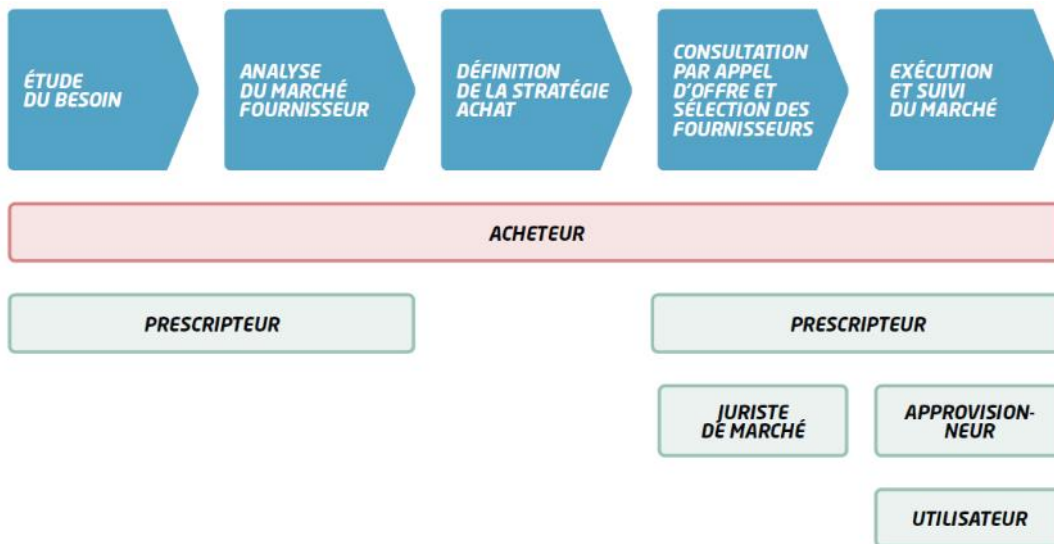 ÉTUDE
DU BESOIN
ANALYSE
DU MARCHÉ
FOURNISSEUR
DÉFINITION
DE LA STRATÉGIE
ACHAT
CONSULTATION
PAR APPEL
D'OFFRE ET
SÉLECTION DES
FOURNISSEURS
EXÉCUTION
ET SUIVI
DU MARCHÉ
ACHETEUR
PRESCRIPTEUR
PRESCRIPTEUR
JURISTE
DE MARCHÉ
APPROVISION-
NEUR
UTILISATEUR